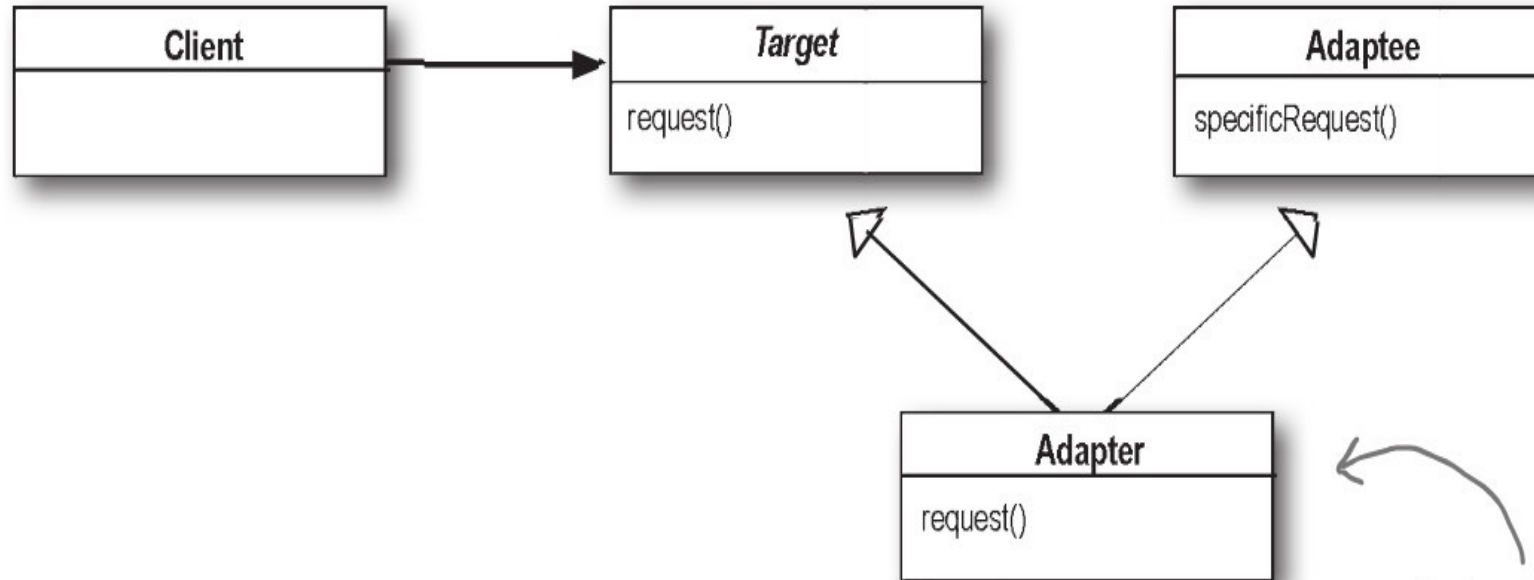 Client
Target
request()
Adaptee
specificRequest()
Adapter
request()